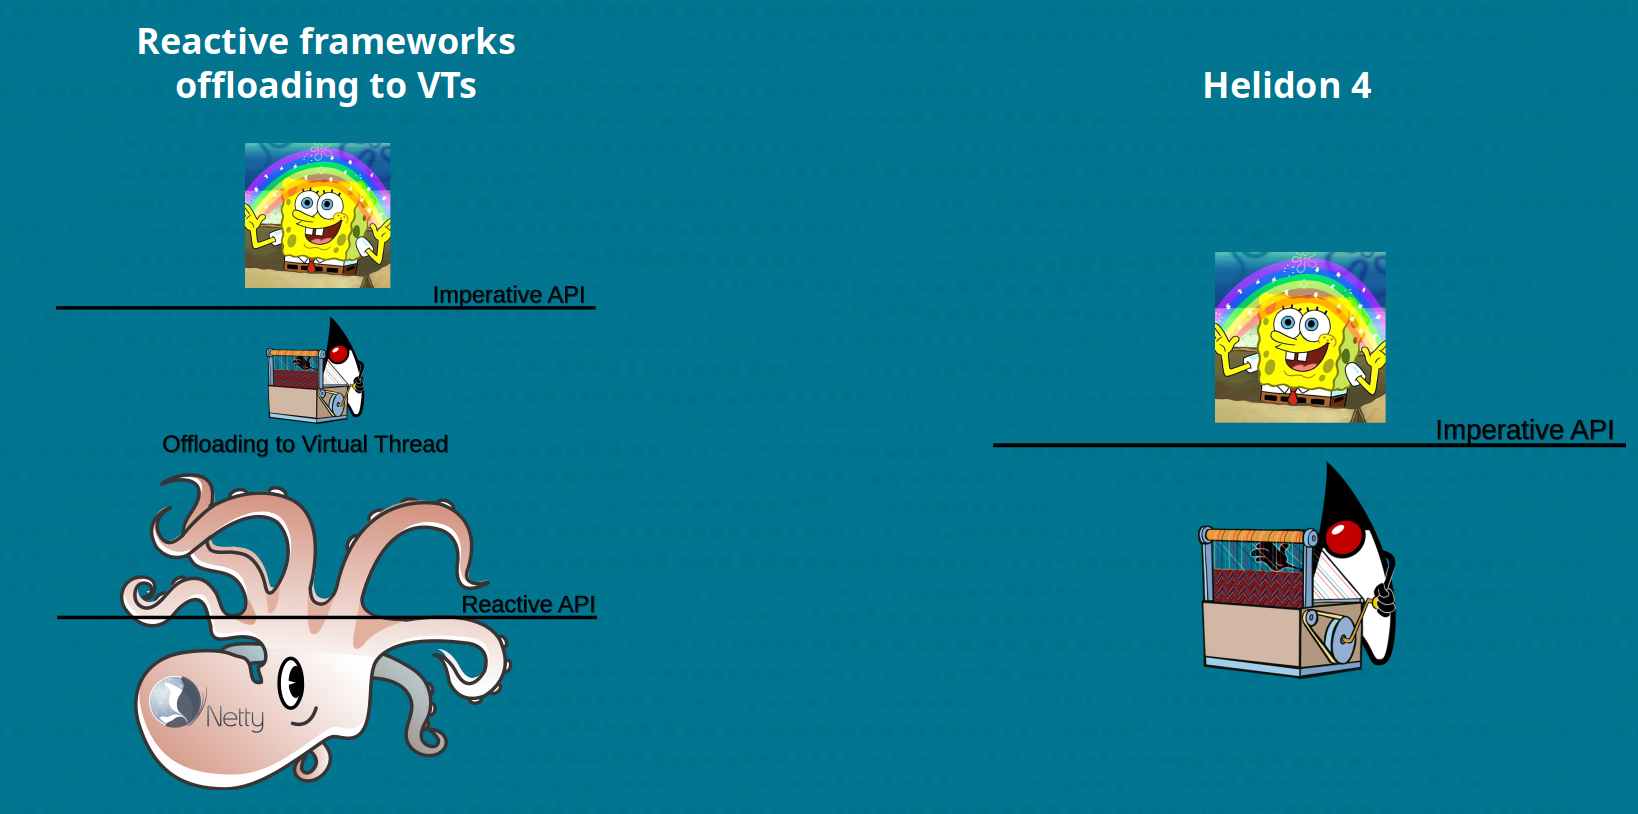 Reactive frameworks
offloading to VTs
Imperative API
Offloading to Virtual Thread
Reactive API
Netty
Helidon 4
Imperative API